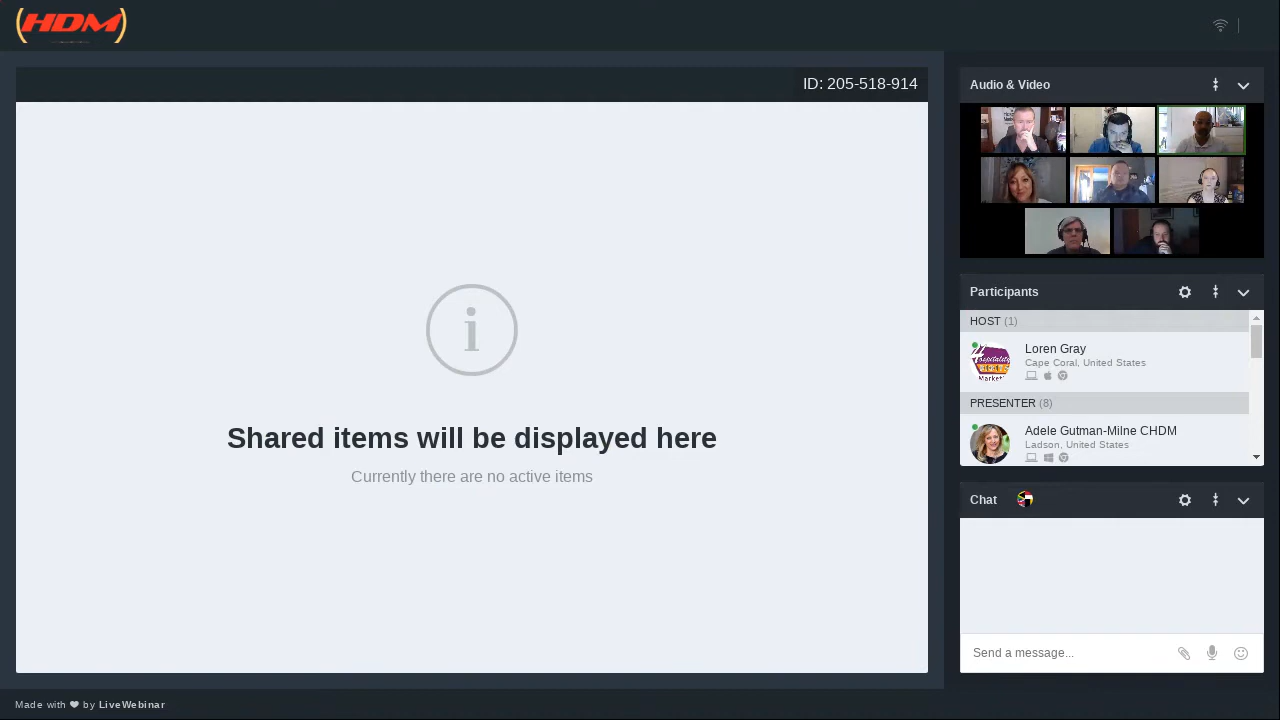 HDM
ID: 205-518-914
Audio & Video
Shared items will be displayed here
Currently there are no active items
Participants
HOST (1)
Loren Gray
Cape Coral, United States
PRESENTER (8)
Adele Gutman-Milne CHDM
Ladson, United States
Chat
Send a message...
Made with ❤ by LiveWebinar